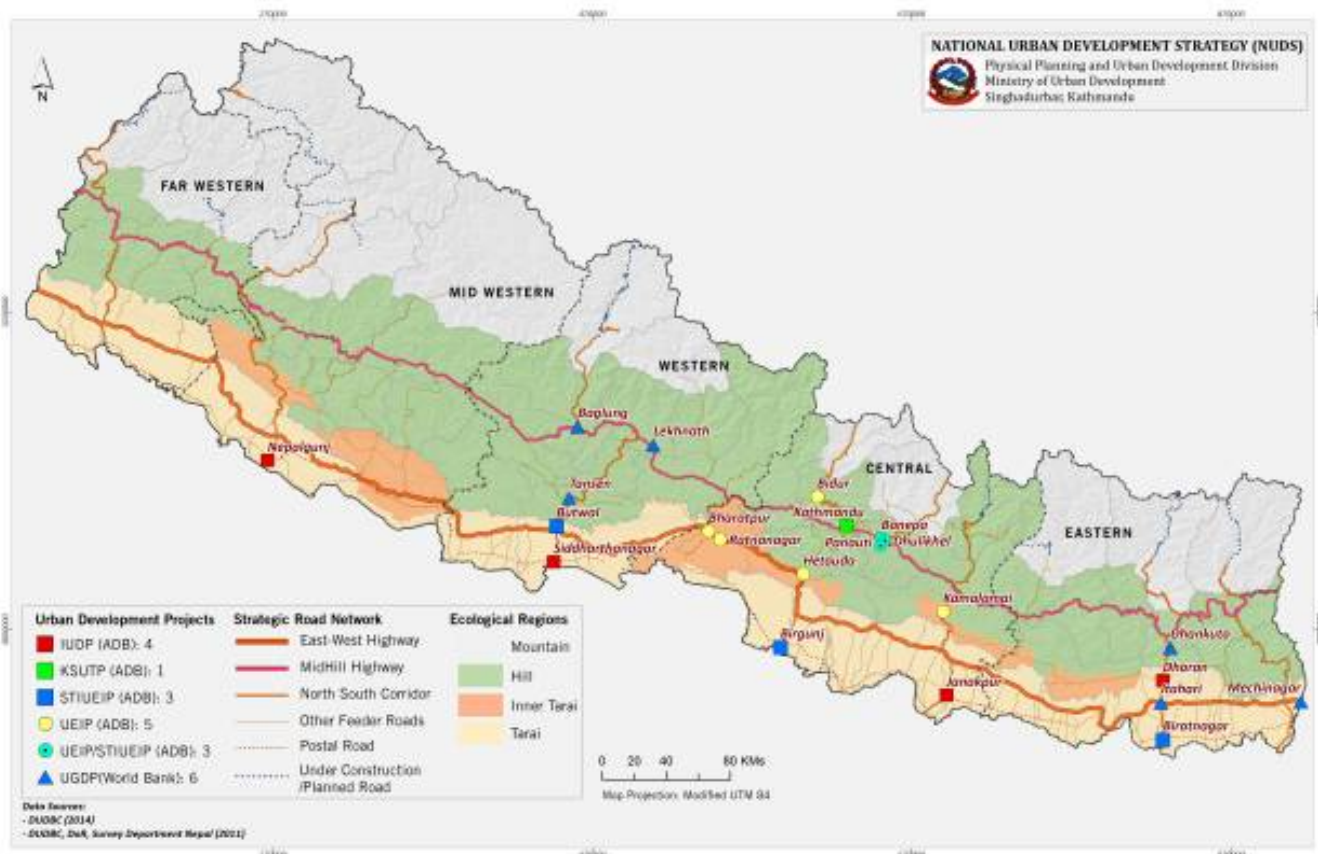 NATIONAL URBAN DEVELOPMENT STRATEGY (NUDS)
Physical Planning and Urban Development Division
Ministry of Urban Development
Singhadurbar, Kathmandu
N
FAR WESTERN
MID WESTERN
WESTERN
CENTRAL
EASTERN
Baglung
Lekhnath
Nepalgunj
Tansen
Butwal
Siddharthanagar
Bharatpur
Ratnanagar
Bidur
Kathmandu
Banepa
Panauti
Dhulikhel
Hetauda
Kamalamai
Birgunj
Janakpur
Dhankuta
Dharan
Itahari
Mechinagar
Biratnagar
Urban Development Projects
IUDP (ADB): 4
KSUTP (ADB): 1
STIUEIP (ADB): 3
UEIP (ADB): 5
UEIP/STIUEIP (ADB): 3
UGDP(World Bank): 6
Strategic Road Network
East-West Highway
MidHill Highway
North South Corridor
Other Feeder Roads
Postal Road
Under Construction
/Planned Road
Ecological Regions
Mountain
Hill
Inner Tarai
Tarai
0 20 40 80 KMs
Map Projection: Modified UTM 84
Data Sources:
- DUDBC (2014)
- DUDBC, DoR, Survey Department Nepal (2011)